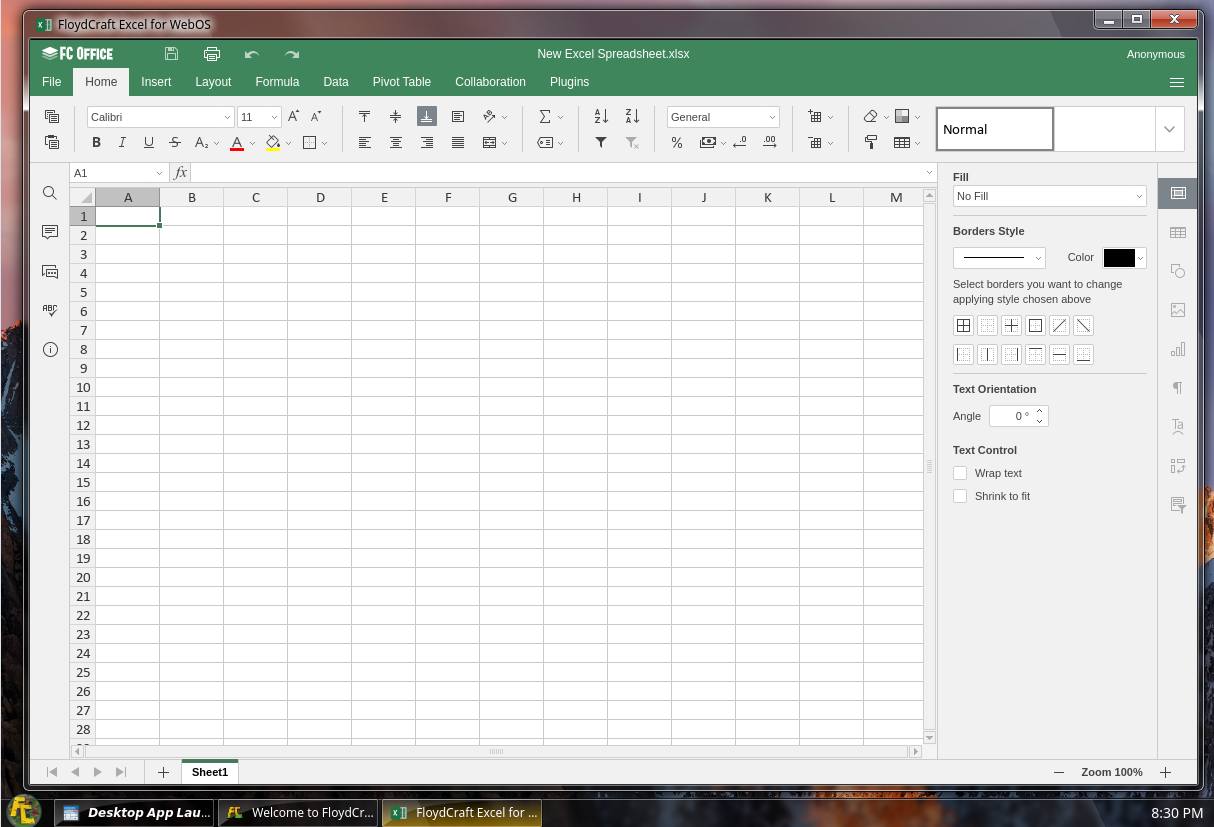 FloydCraft Excel for WebOS
FC OFFICE
New Excel Spreadsheet.xlsx
Anonymous
File Home Insert Layout Formula Data Pivot Table Collaboration Plugins
Calibri 11 General Normal
A1 fx
A B C D E F G H I J K L M
1
2
3
4
5
6
7
8
9
10
11
12
13
14
15
16
17
18
19
20
21
22
23
24
25
26
27
28
Fill
No Fill
Borders Style
Color
Select borders you want to change
applying style chosen above
Text Orientation
Angle 0 °
Text Control
Wrap text
Shrink to fit
Sheet1
Zoom 100%
Desktop App Lau... Welcome to FloydCr... FloydCraft Excel for ... 8:30 PM